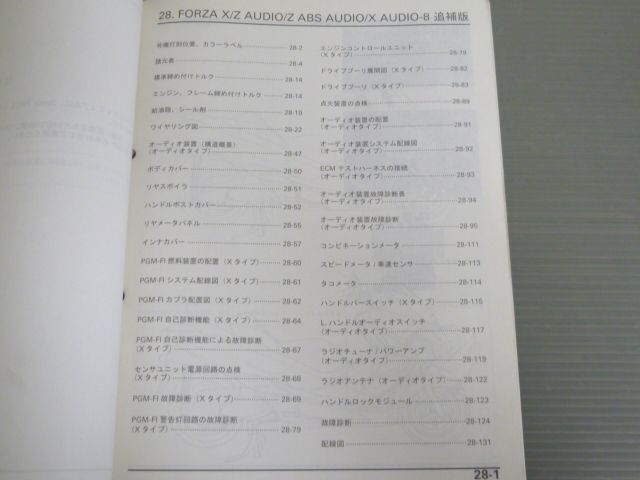 28. FORZA X/Z AUDIO/Z ABS AUDIO/X AUDIO-8 追補版
号機打刻位置、カラーラベル 28-2
諸元表 28-4
標準締め付けトルク 28-14
エンジン、フレーム締め付けトルク 28-14
給油脂、シール剤 28-19
ワイヤリング図 28-22
オーディオ装置 (構造概要)
(オーディオタイプ) 28-47
ボディカバー 28-50
リヤスポイラ 28-51
ハンドルポストカバー 28-52
リヤメータパネル 28-55
インナカバー 28-57
PGM-FI 燃料装置の配置 (X タイプ) 28-60
PGM-FI システム配線図 (X タイプ) 28-61
PGM-FI カプラ配置図 (X タイプ) 28-62
PGM-FI 自己診断機能 (X タイプ) 28-64
PGM-FI 自己診断機能による故障診断
(X タイプ) 28-67
センサユニット電源回路の点検
(X タイプ) 28-68
PGM-FI 故障診断 (X タイプ) 28-69
PGM-FI 警告灯回路の故障診断
(X タイプ) 28-79
エンジンコントロールユニット
(X タイプ) 28-79
ドライブプーリ展開図 (X タイプ) 28-82
ドライブプーリ (X タイプ) 28-83
点火装置の点検 28-89
オーディオ装置の配置
(オーディオタイプ) 28-91
オーディオ装置システム配線図
(オーディオタイプ) 28-92
ECM テストハーネスの接続
(オーディオタイプ) 28-93
オーディオ装置故障診断表
(オーディオタイプ) 28-94
オーディオ装置故障診断
(オーディオタイプ) 28-95
コンビネーションメータ 28-111
スピードメータ / 車速センサ 28-113
タコメータ 28-114
ハンドルバースイッチ (X タイプ) 28-115
L. ハンドルオーディオスイッチ
(オーディオタイプ) 28-117
ラジオチューナ / パワーアンプ
(オーディオタイプ) 28-119
ラジオアンテナ (オーディオタイプ) 28-122
ハンドルロックモジュール 28-123
故障診断 28-124
配線図 28-131
28-1